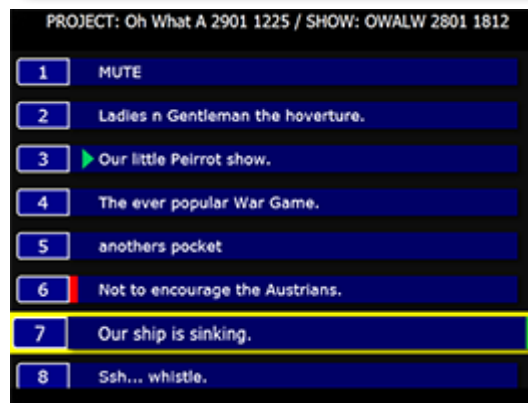 PROJECT: Oh What A 2901 1225 / SHOW: OWALW 2801 1812
1 MUTE
2 Ladies n Gentleman the hoverture.
3 Our little Peirrot show.
4 The ever popular War Game.
5 anothers pocket
6 Not to encourage the Austrians.
7 Our ship is sinking.
8 Ssh... whistle.